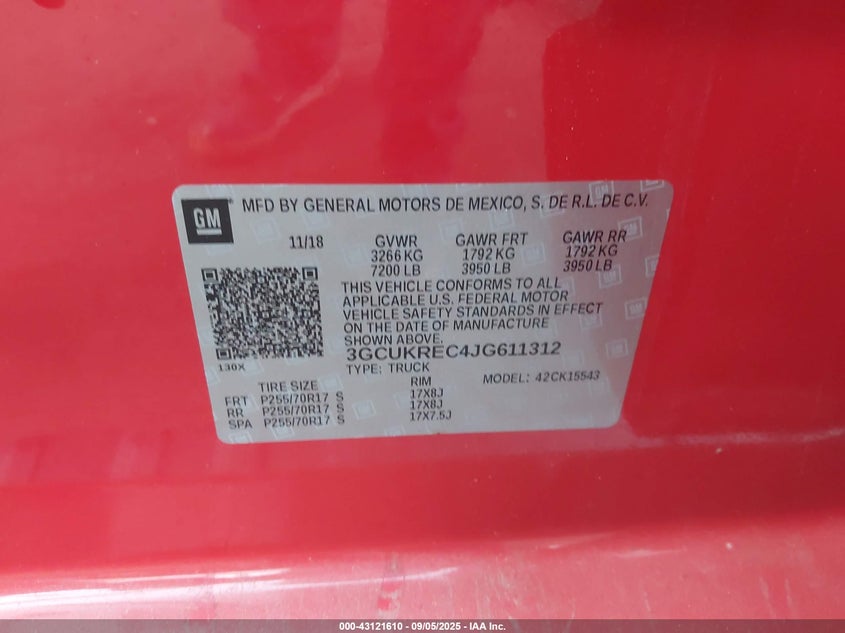 GM
MFD BY GENERAL MOTORS DE MEXICO, S. DE R.L. DE C.V.
11/18 GVWR GAWR FRT GAWR RR
3266 KG 1792 KG 1792 KG
7200 LB 3950 LB 3950 LB
THIS VEHICLE CONFORMS TO ALL
APPLICABLE U.S. FEDERAL MOTOR
VEHICLE SAFETY STANDARDS IN EFFECT
ON THE DATE OF MANUFACTURE
SHOWN ABOVE.
3GCUKREC4JG611312
130X
TYPE: TRUCK MODEL: 42CK15543
TIRE SIZE RIM
FRT P255/70R17 S 17X8J
RR P255/70R17 S 17X8J
SPA P255/70R17 S 17X7.5J
000-43121610 - 09/05/2025 - IAA Inc.